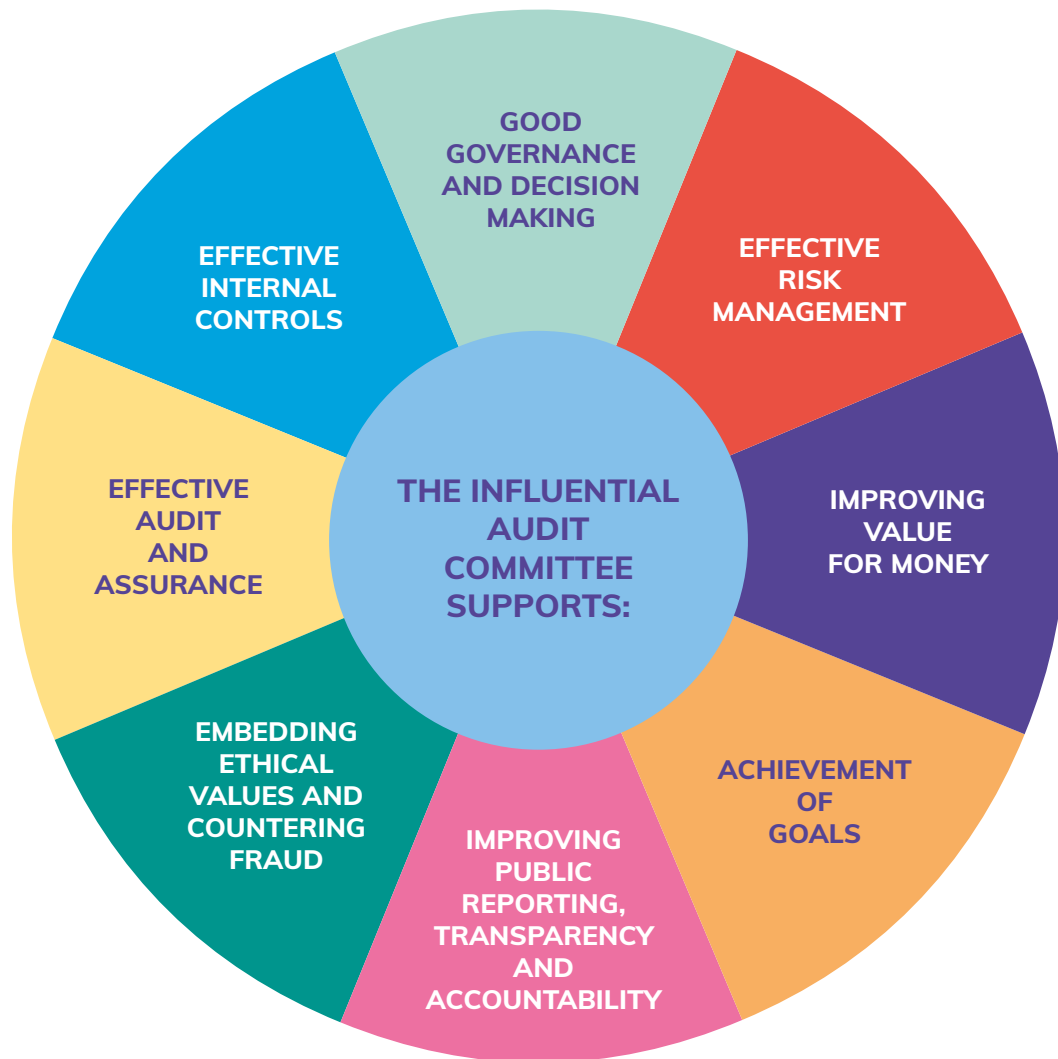 GOOD
GOVERNANCE
AND DECISION
MAKING
EFFECTIVE
RISK
MANAGEMENT
IMPROVING
VALUE
FOR MONEY
ACHIEVEMENT
OF
GOALS
IMPROVING
PUBLIC
REPORTING,
TRANSPARENCY
AND
ACCOUNTABILITY
EMBEDDING
ETHICAL
VALUES AND
COUNTERING
FRAUD
EFFECTIVE
AUDIT
AND
ASSURANCE
EFFECTIVE
INTERNAL
CONTROLS
THE INFLUENTIAL
AUDIT
COMMITTEE
SUPPORTS: